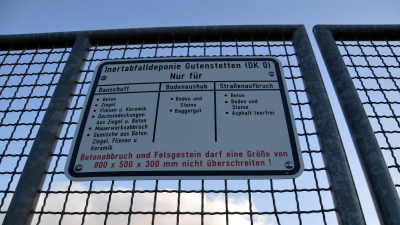 Inertabfalldeponie Gutenstetten (DK 0)
Nur für
Bauschutt
• Beton
• Ziegel
• Fliesen u. Keramik
• Dacheindeckungen
aus Ziegel u. Beton
• Mauerwerksabbruch
• Gemische aus Beton,
Ziegel, Fliesen u.
Keramik
Bodenaushub
• Boden und
Steine
• Baggergut
Straßenaufbruch
• Beton
• Boden und
Steine
• Asphalt teerfrei
Betonabbruch und Felsgestein darf eine Größe von
800 x 500 x 300 mm nicht überschreiten !